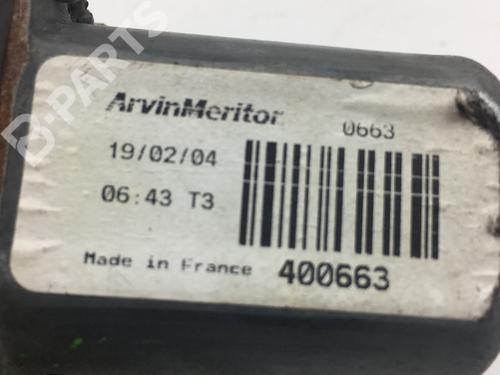 ArvinMeritor 0663
19/02/04
06:43 T3
Made in France 400663
B-PARTS